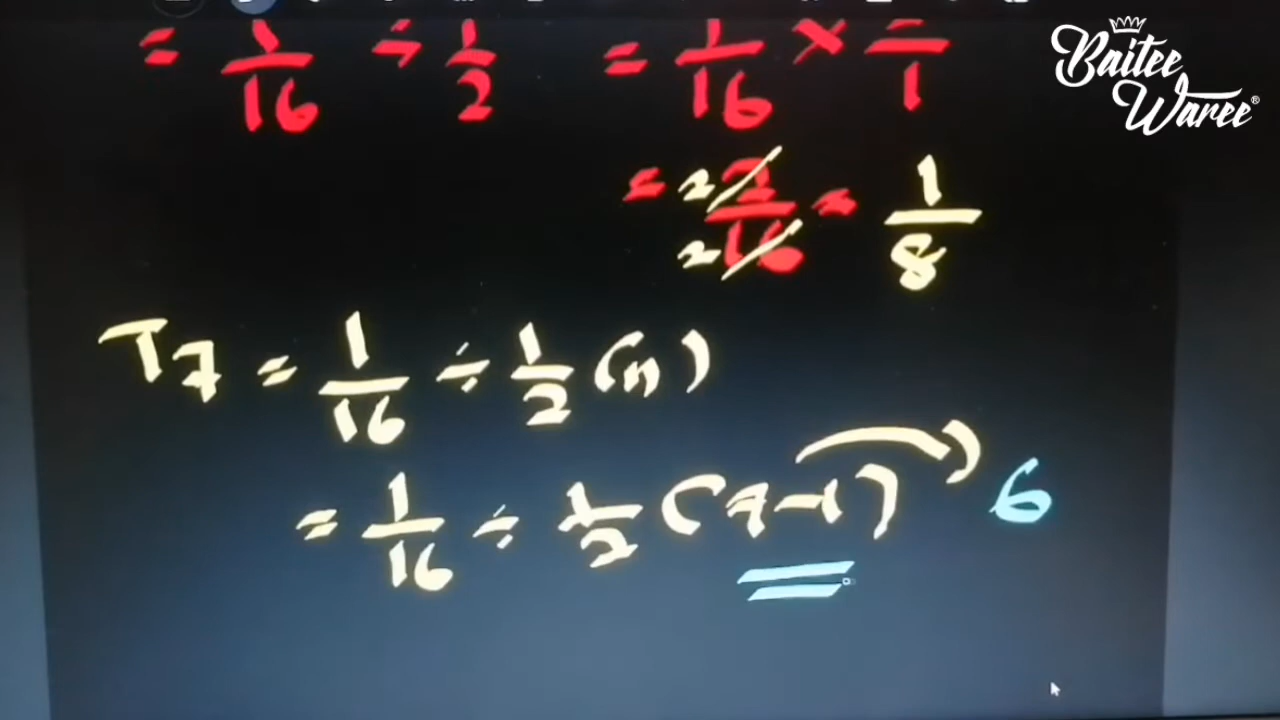 Baitee
Waree®
= 1/16 ÷ 1/2 = 1/16 × /1
= 2/16 = 1/8
2
2
T7 = 1/16 ÷ 1/2 (n)
= 1/16 ÷ 1/2 (7-1) 6